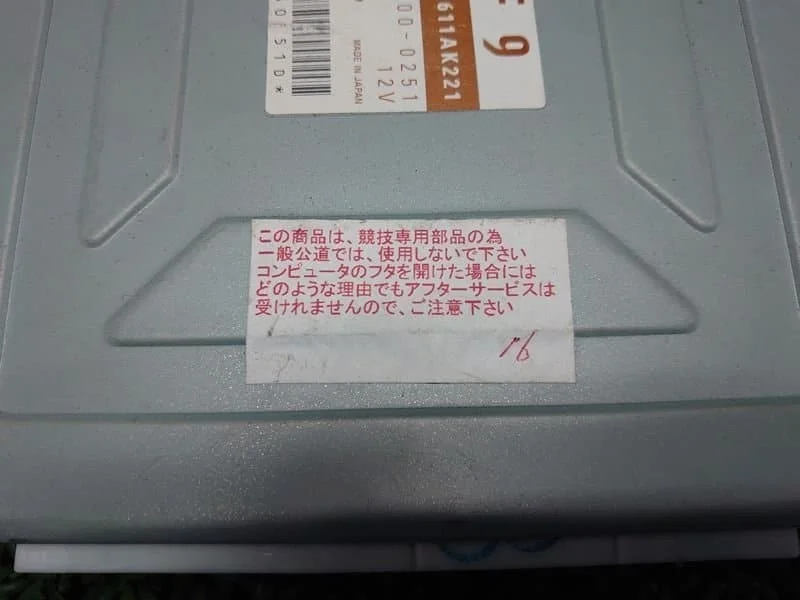 9
611AK221
00-0251
12V
MADE IN JAPAN
0651D*
この商品は、競技専用部品の為
一般公道では、使用しないで下さい
コンピュータのフタを開けた場合には
どのような理由でもアフターサービスは
受けれませんので、ご注意下さい
16